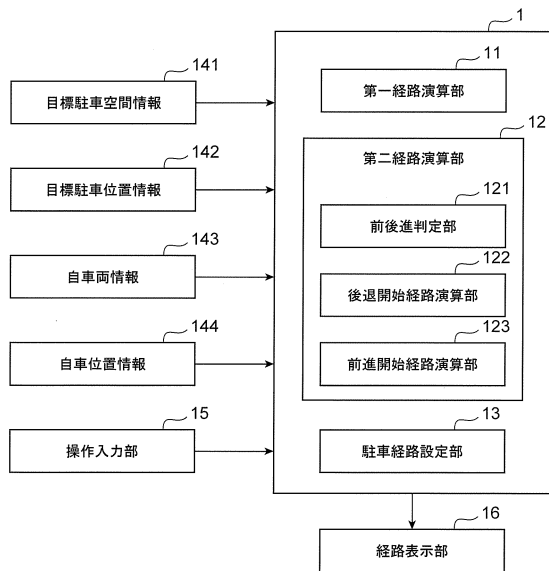 1
141
目標駐車空間情報
11
第一経路演算部
12
第二経路演算部
142
目標駐車位置情報
121
前後進判定部
143
自車両情報
122
後退開始経路演算部
144
自車位置情報
123
前進開始経路演算部
15
操作入力部
13
駐車経路設定部
16
経路表示部